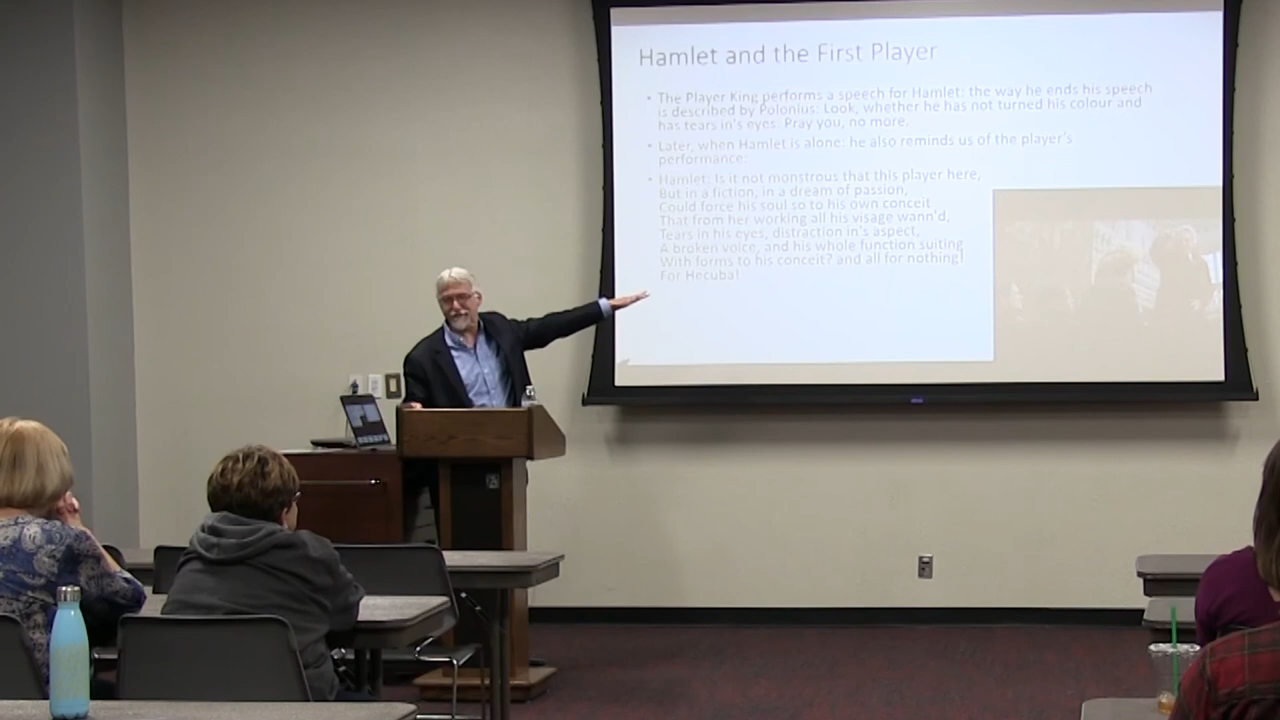 Hamlet and the First Player
• The Player King performs a speech for Hamlet: the way he ends his speech
is described by Polonius: Look, whether he has not turned his colour and
has tears in's eyes. Pray you, no more.
• Later, when Hamlet is alone: he also reminds us of the player's
performance:
• Hamlet: Is it not monstrous that this player here,
But in a fiction, in a dream of passion,
Could force his soul so to his own conceit
That from her working all his visage wann'd,
Tears in his eyes, distraction in's aspect,
A broken voice, and his whole function suiting
With forms to his conceit? and all for nothing!
For Hecuba!